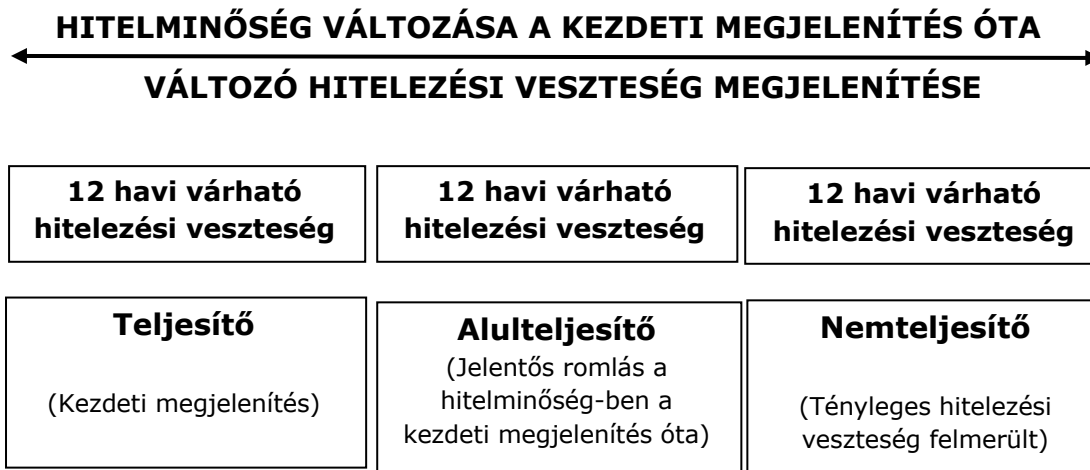 HITELMINŐSÉG VÁLTOZÁSA A KEZDETI MEGJELENÍTÉS ÓTA
VÁLTOZÓ HITELEZÉSI VESZTESÉG MEGJELENÍTÉSE
12 havi várható
hitelezési veszteség
12 havi várható
hitelezési veszteség
12 havi várható
hitelezési veszteség
Teljesítő
(Kezdeti megjelenítés)
Alulteljesítő
(Jelentős romlás a
hitelminőség-ben a
kezdeti megjelenítés óta)
Nemteljesítő
(Tényleges hitelezési
veszteség felmerült)